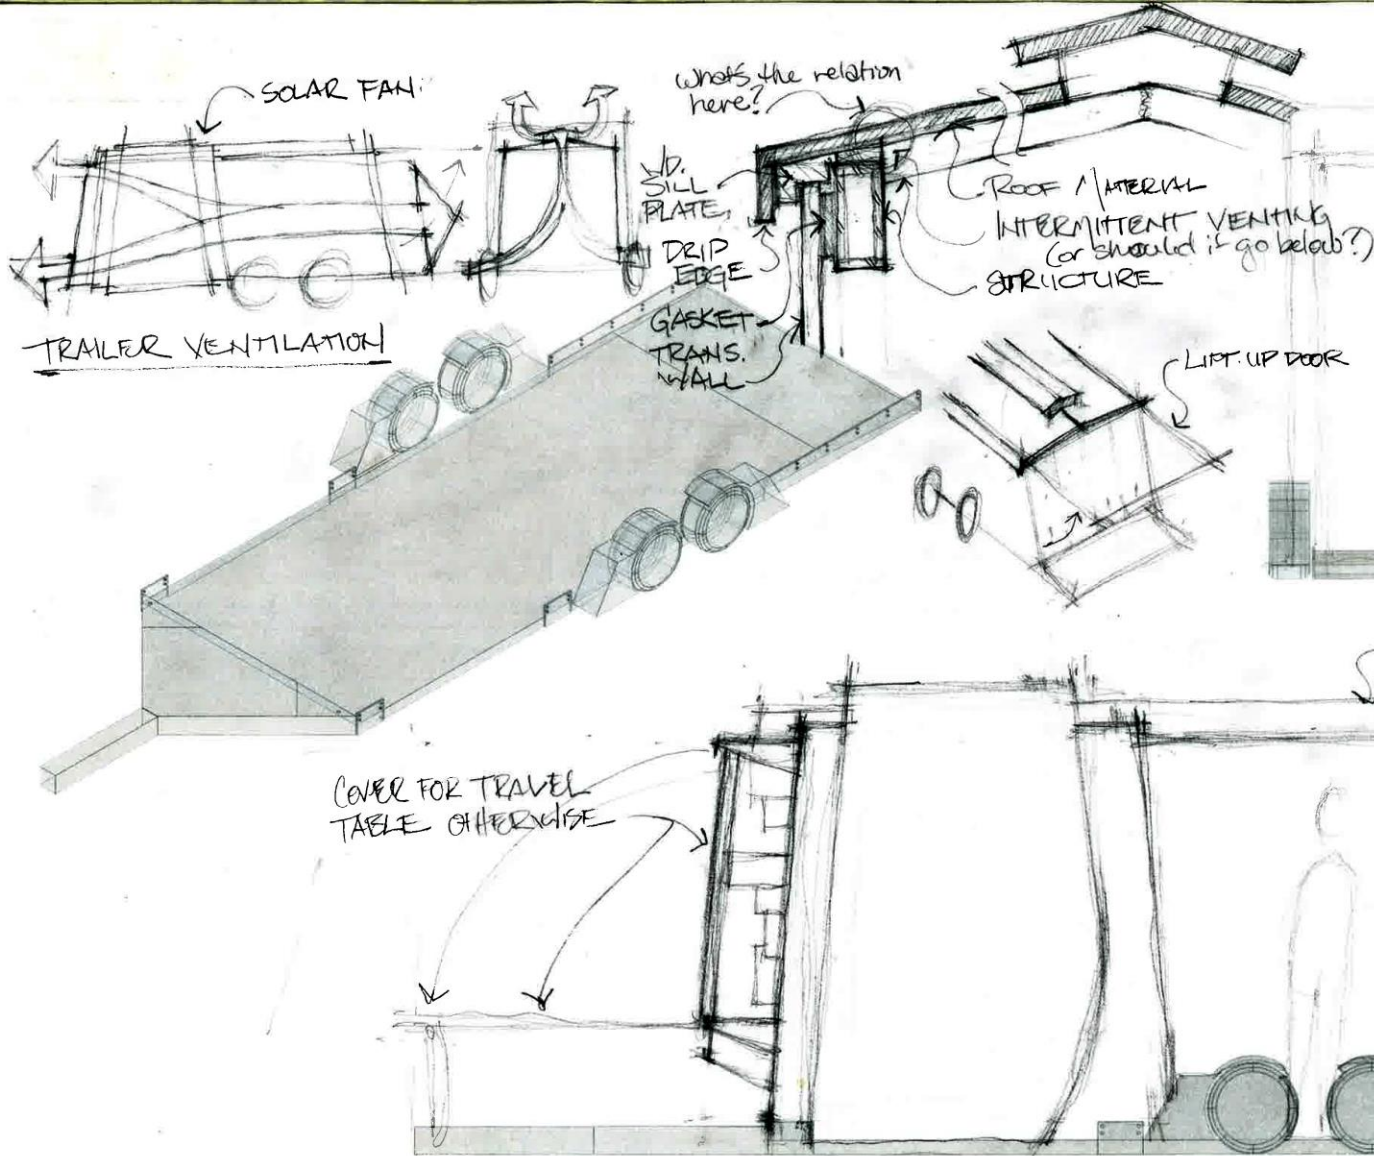 SOLAR FAN
TRAILER VENTILATION
what's the relation
here?
WD.
SILL
PLATE
DRIP
EDGE
GASKET
TRANS.
WALL
ROOF MATERIAL
INTERMITTENT VENTING
(or should it go below?)
STRUCTURE
LIFT-UP DOOR
COVER FOR TRAVEL
TABLE OTHERWISE